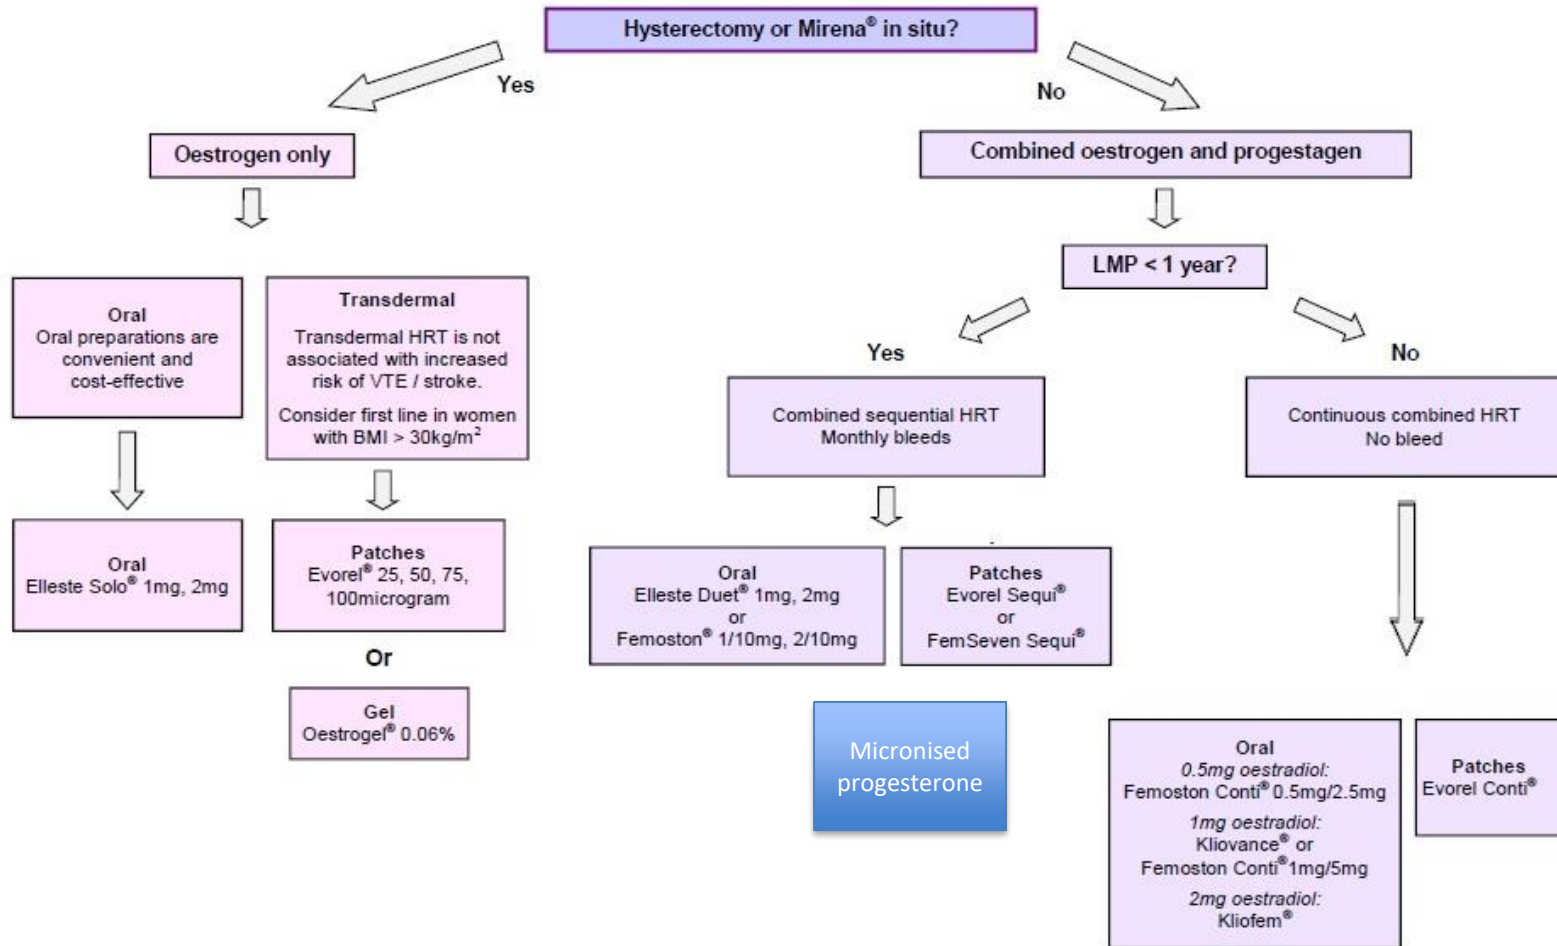 Hysterectomy or Mirena® in situ?
Yes
No
Oestrogen only
Combined oestrogen and progestagen
LMP < 1 year?
Oral
Oral preparations are
convenient and
cost-effective
Transdermal
Transdermal HRT is not
associated with increased
risk of VTE / stroke.
Consider first line in women
with BMI > 30kg/m²
Yes
No
Combined sequential HRT
Monthly bleeds
Continuous combined HRT
No bleed
Oral
Elleste Solo® 1mg, 2mg
Patches
Evorel® 25, 50, 75,
100microgram
Or
Gel
Oestrogel® 0.06%
Oral
Elleste Duet® 1mg, 2mg
or
Femoston® 1/10mg, 2/10mg
Patches
Evorel Sequi®
or
FemSeven Sequi®
Micronised
progesterone
Oral
0.5mg oestradiol:
Femoston Conti® 0.5mg/2.5mg
1mg oestradiol:
Kliovance® or
Femoston Conti®1mg/5mg
2mg oestradiol:
Kliofem®
Patches
Evorel Conti®